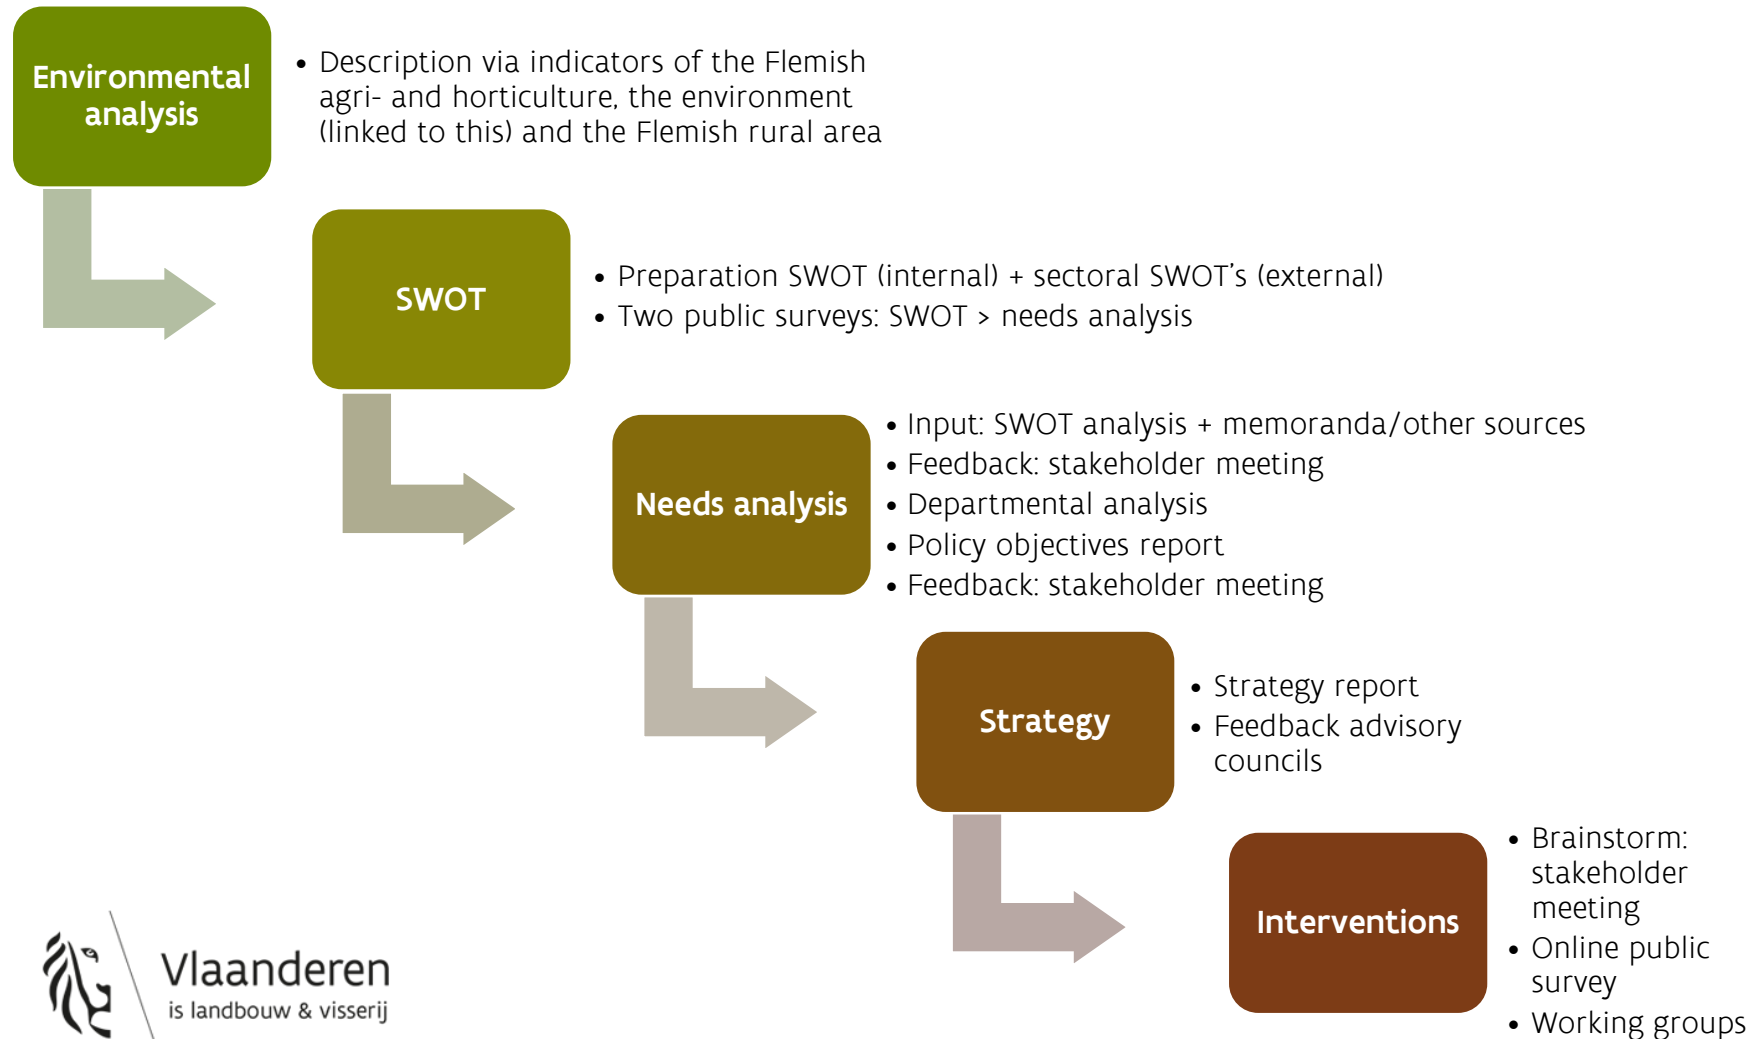 Environmental
analysis
• Description via indicators of the Flemish
agri- and horticulture, the environment
(linked to this) and the Flemish rural area
SWOT
• Preparation SWOT (internal) + sectoral SWOT’s (external)
• Two public surveys: SWOT > needs analysis
Needs analysis
• Input: SWOT analysis + memoranda/other sources
• Feedback: stakeholder meeting
• Departmental analysis
• Policy objectives report
• Feedback: stakeholder meeting
Strategy
• Strategy report
• Feedback advisory
councils
Interventions
• Brainstorm:
stakeholder
meeting
• Online public
survey
• Working groups
Vlaanderen
is landbouw & visserij